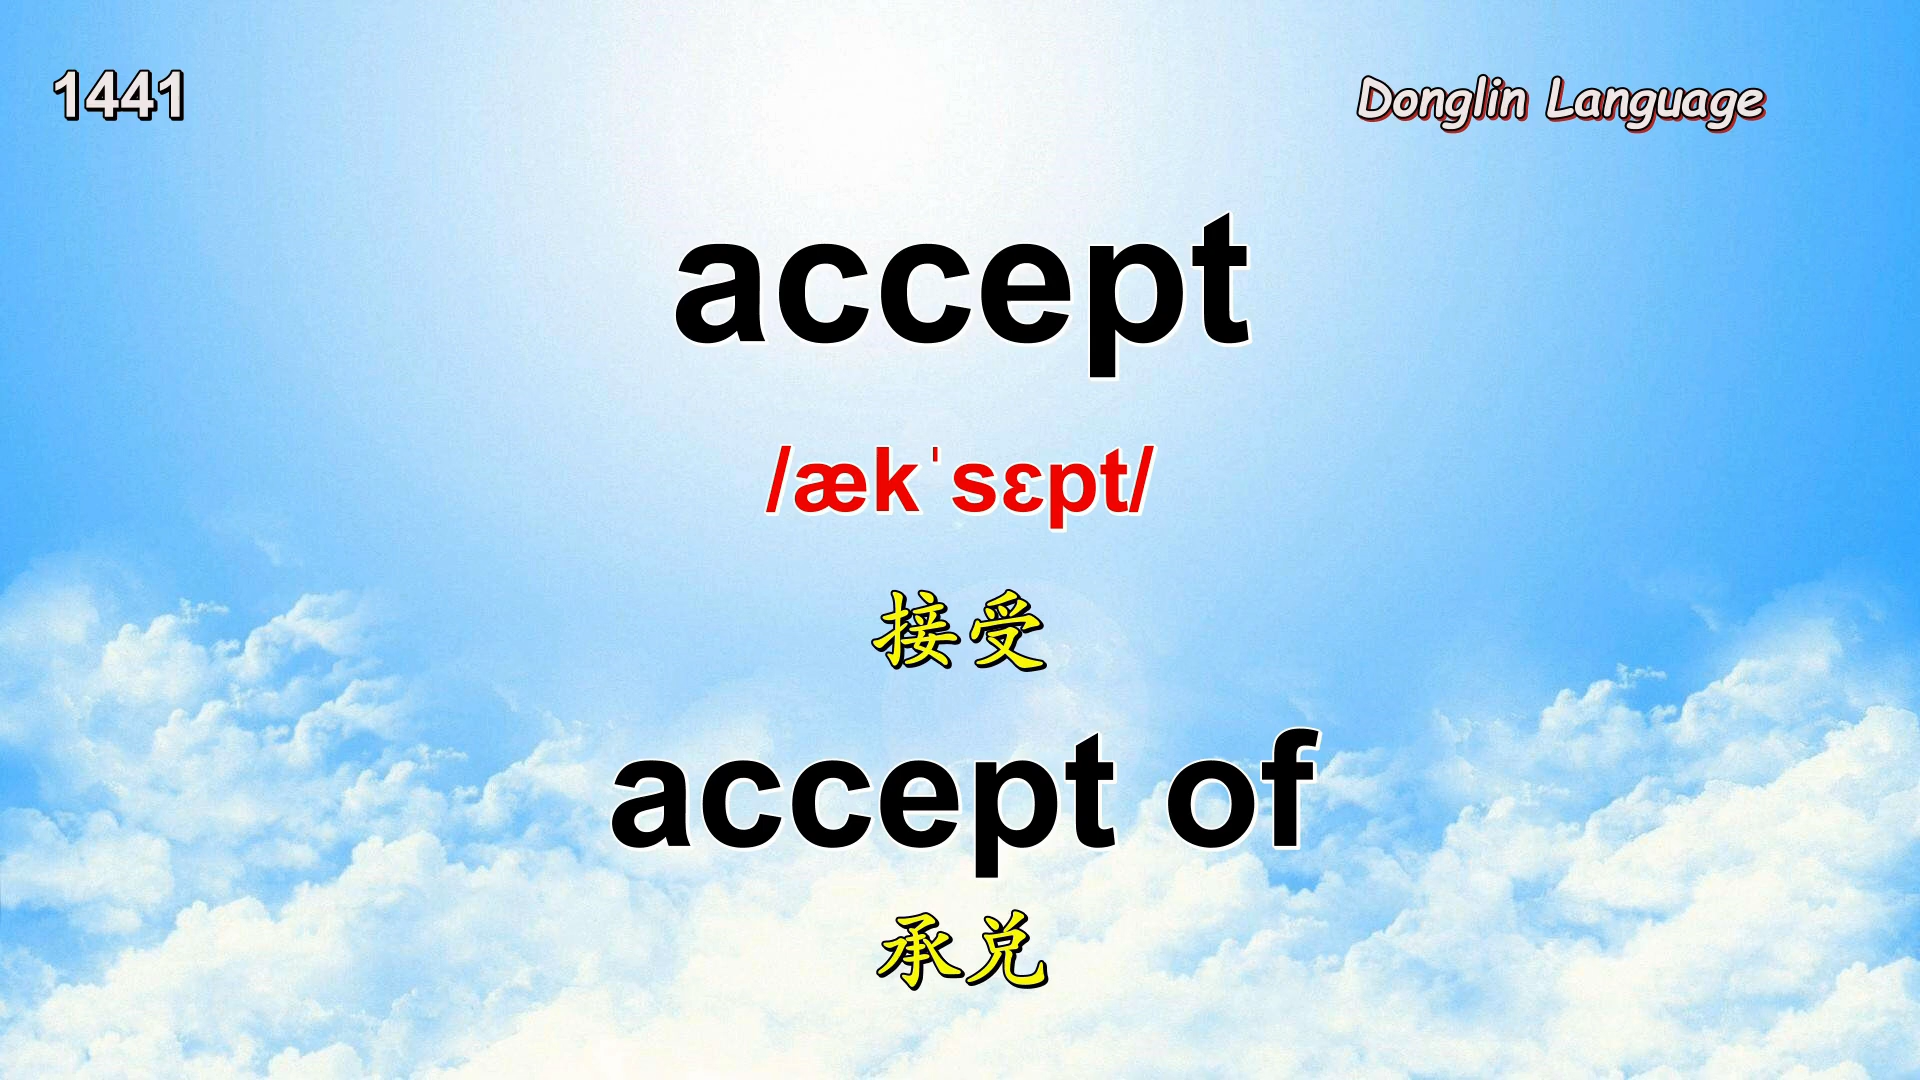 1441
Donglin Language
accept
/ækˈsɛpt/
接受
accept of
承兑